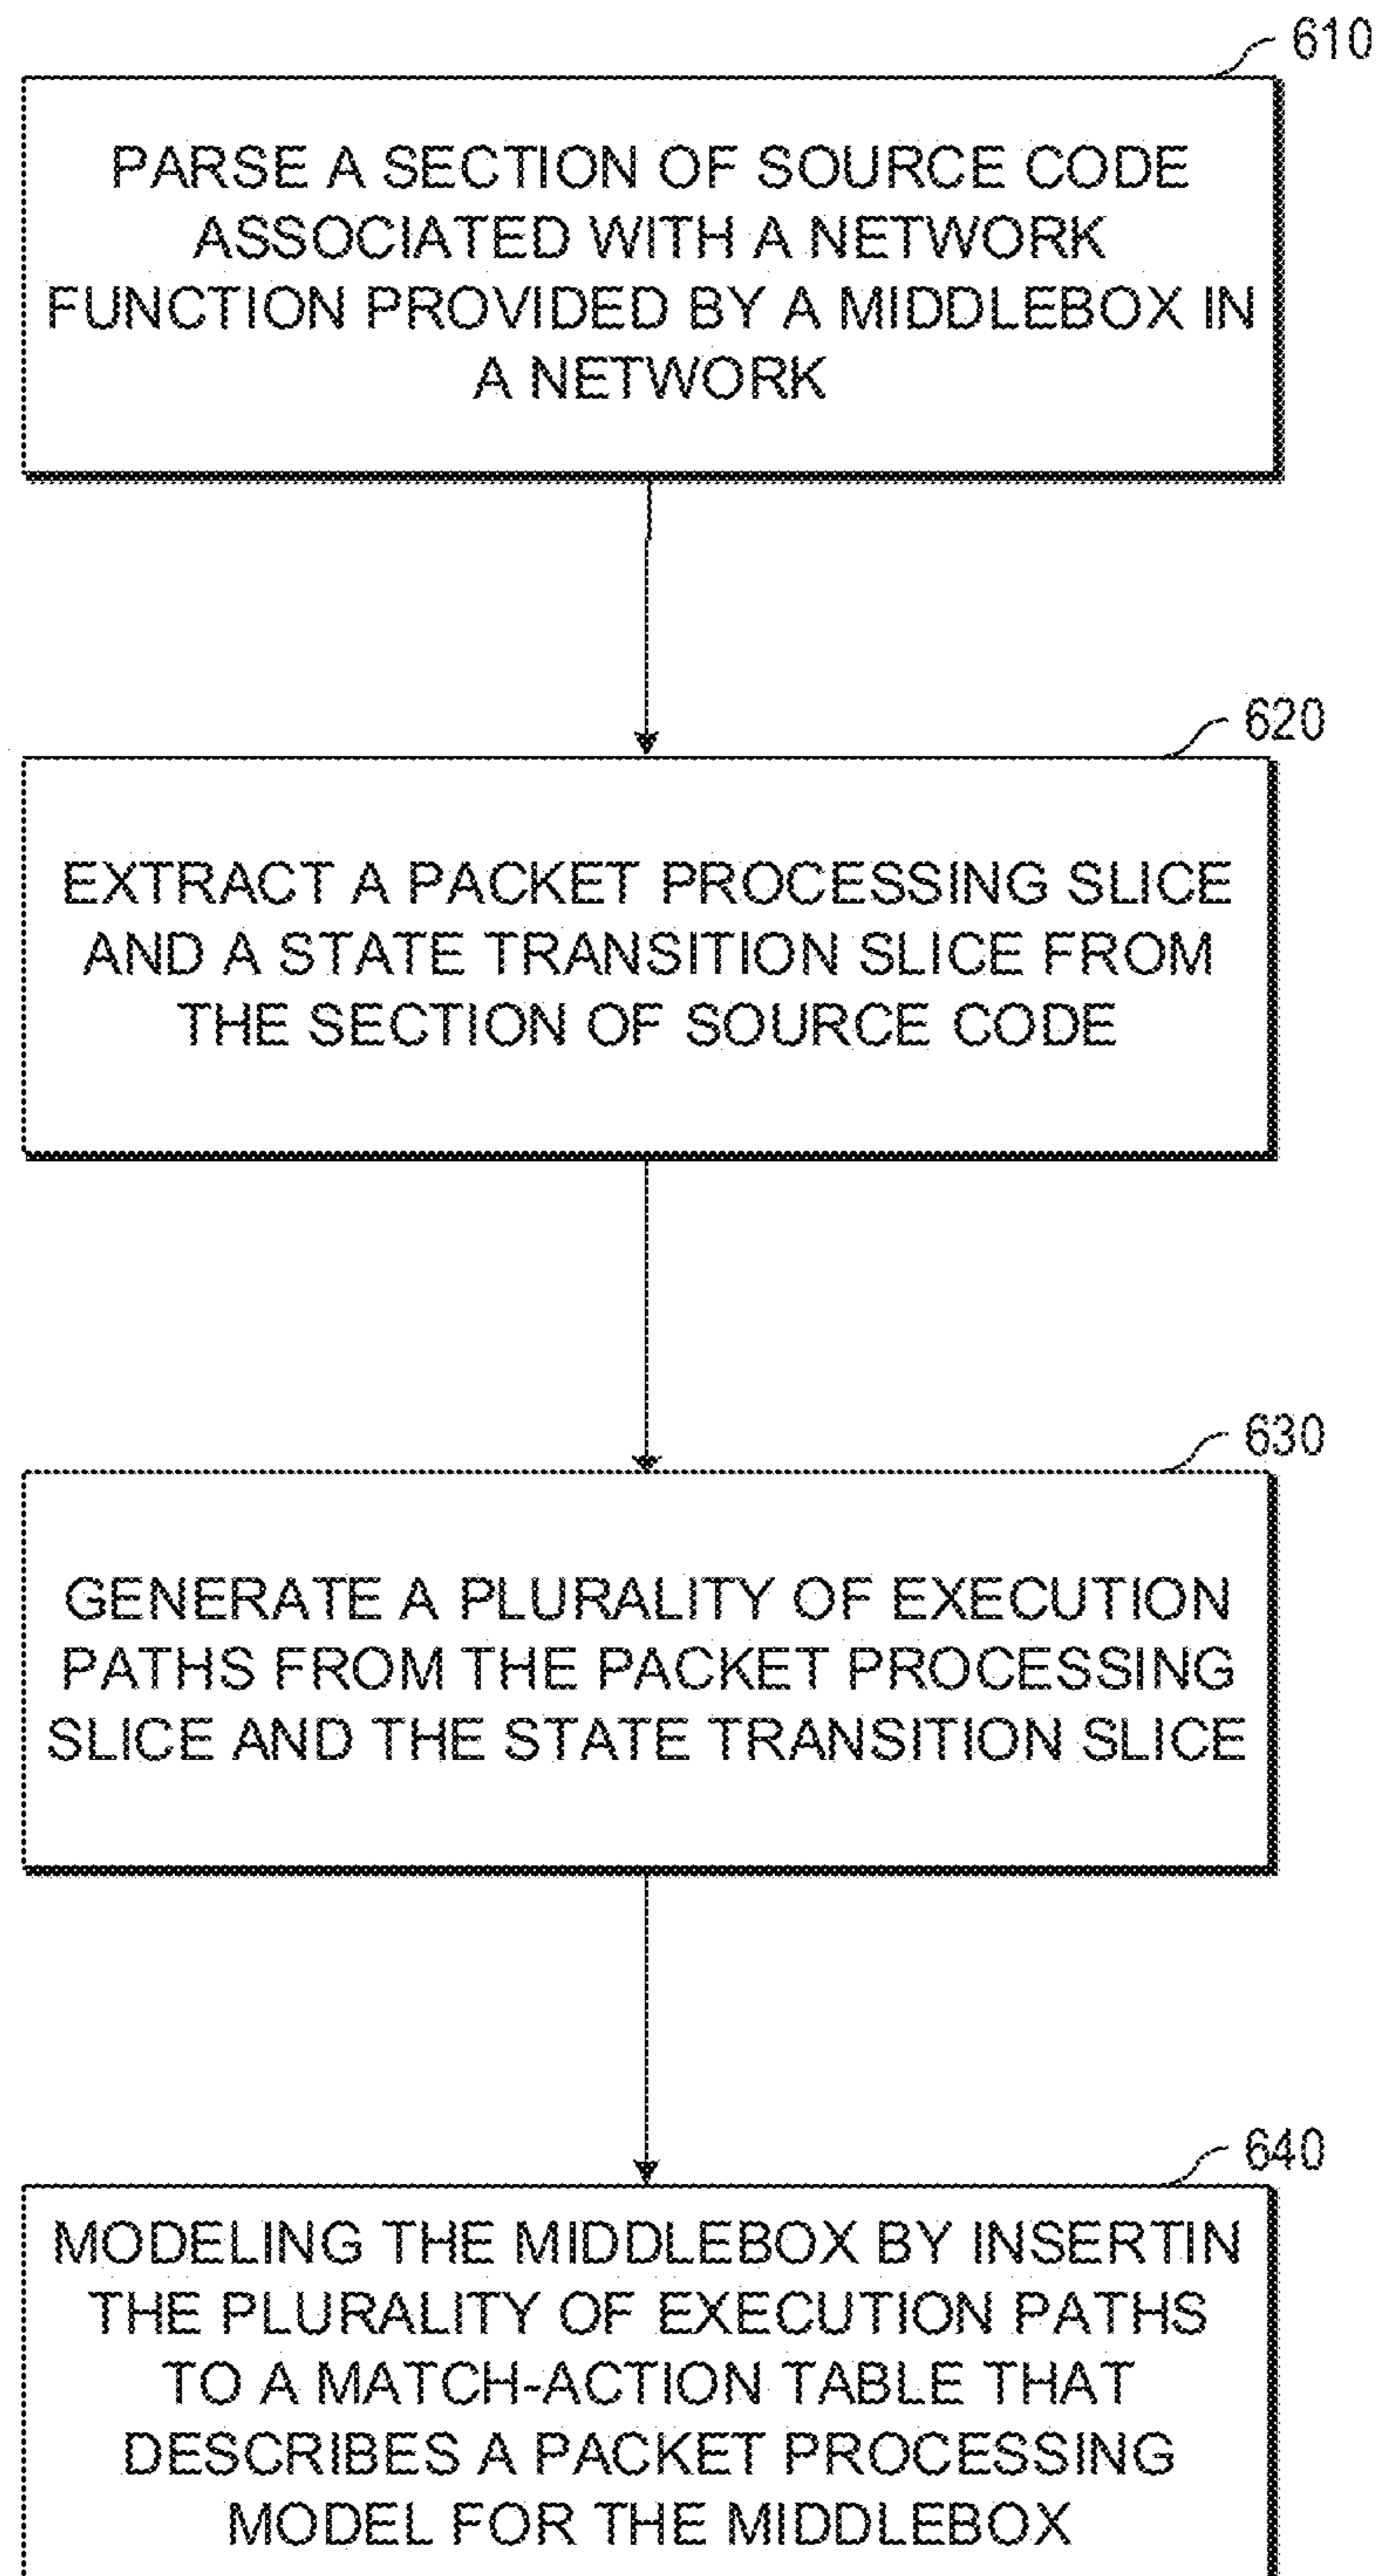 610
PARSE A SECTION OF SOURCE CODE
ASSOCIATED WITH A NETWORK
FUNCTION PROVIDED BY A MIDDLEBOX IN
A NETWORK
620
EXTRACT A PACKET PROCESSING SLICE
AND A STATE TRANSITION SLICE FROM
THE SECTION OF SOURCE CODE
630
GENERATE A PLURALITY OF EXECUTION
PATHS FROM THE PACKET PROCESSING
SLICE AND THE STATE TRANSITION SLICE
640
MODELING THE MIDDLEBOX BY INSERTIN
THE PLURALITY OF EXECUTION PATHS
TO A MATCH-ACTION TABLE THAT
DESCRIBES A PACKET PROCESSING
MODEL FOR THE MIDDLEBOX